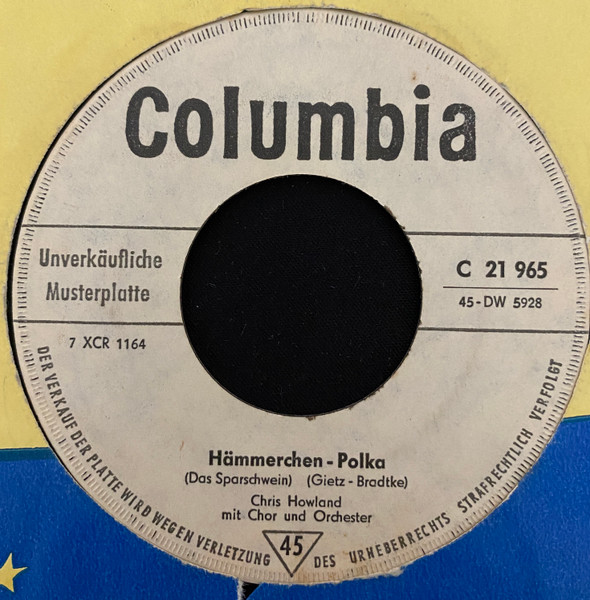 Columbia
Unverkäufliche
Musterplatte
C 21 965
45-DW 5928
7 XCR 1164
Hämmerchen - Polka
(Das Sparschwein) (Gietz - Bradtke)
Chris Howland
mit Chor und Orchester
45
DER VERKAUF DER PLATTE WIRD WEGEN VERLETZUNG DES URHEBERRECHTS STRAFRECHTLICH VERFOLGT